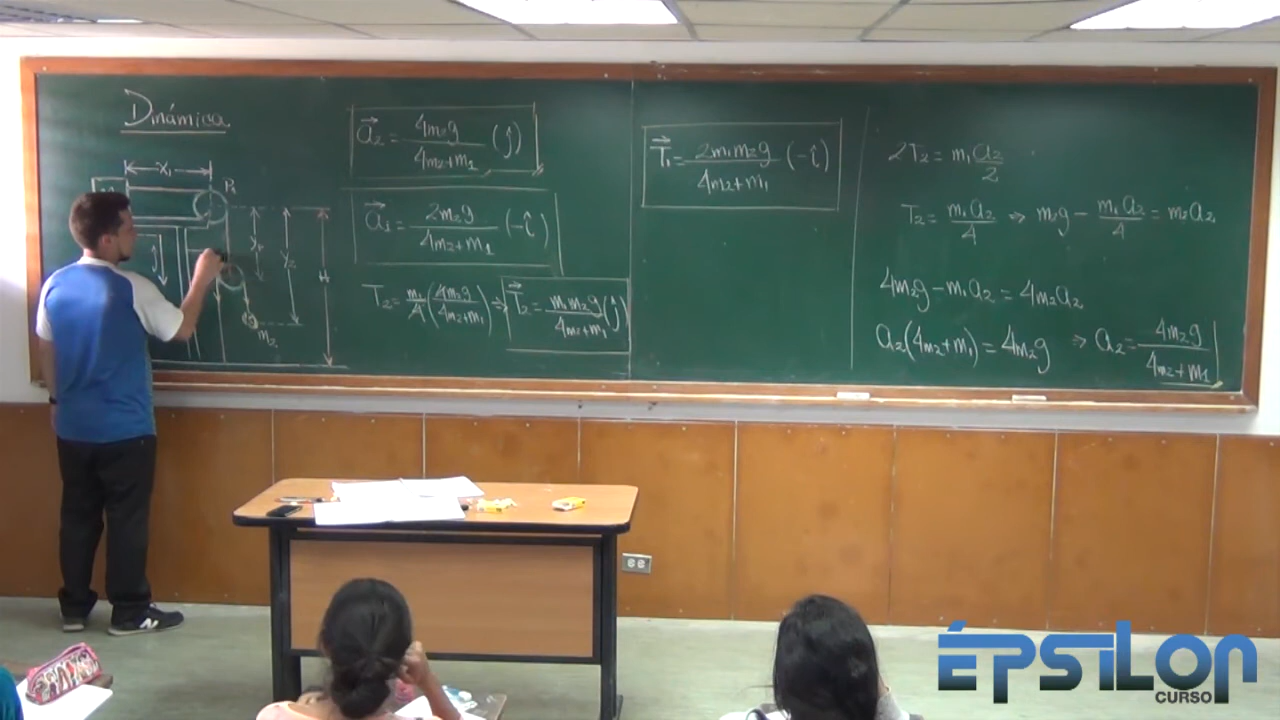 Dinámica
x₁
P₁
y₂
H
m₂
a⃗₂ = 4m₂g / (4m₂+m₁) (ĵ)
a⃗₁ = 2m₂g / (4m₂+m₁) (-î)
T₂ = m₁/4 (4m₂g / (4m₂+m₁)) ⇒ T⃗₂ = m₁m₂g / (4m₂+m₁) (ĵ)
T⃗₁ = 2m₁m₂g / (4m₂+m₁) (-î)
2T₂ = m₁ a₂/2
T₂ = m₁a₂/4 ⇒ m₂g - m₁a₂/4 = m₂a₂
4m₂g - m₁a₂ = 4m₂a₂
a₂(4m₂+m₁) = 4m₂g ⇒ a₂ = 4m₂g / (4m₂+m₁)
ÉPSILON
CURSO